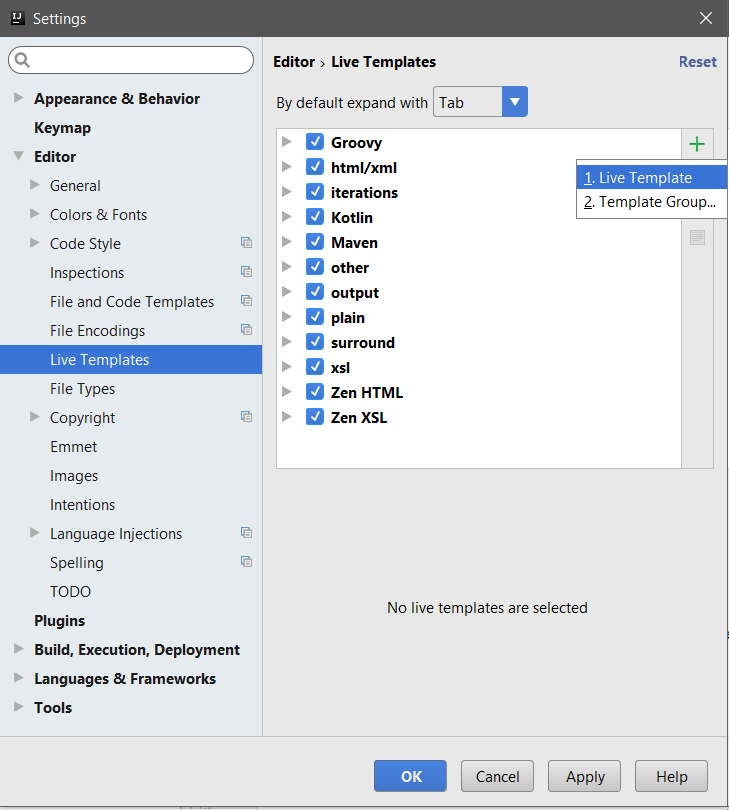 IJ Settings
Editor › Live Templates
Reset
By default expand with Tab
Appearance & Behavior
Keymap
Editor
General
Colors & Fonts
Code Style
Inspections
File and Code Templates
File Encodings
Live Templates
File Types
Copyright
Emmet
Images
Intentions
Language Injections
Spelling
TODO
Plugins
Build, Execution, Deployment
Languages & Frameworks
Tools
Groovy
html/xml
iterations
Kotlin
Maven
other
output
plain
surround
xsl
Zen HTML
Zen XSL
1. Live Template
2. Template Group...
No live templates are selected
OK
Cancel
Apply
Help